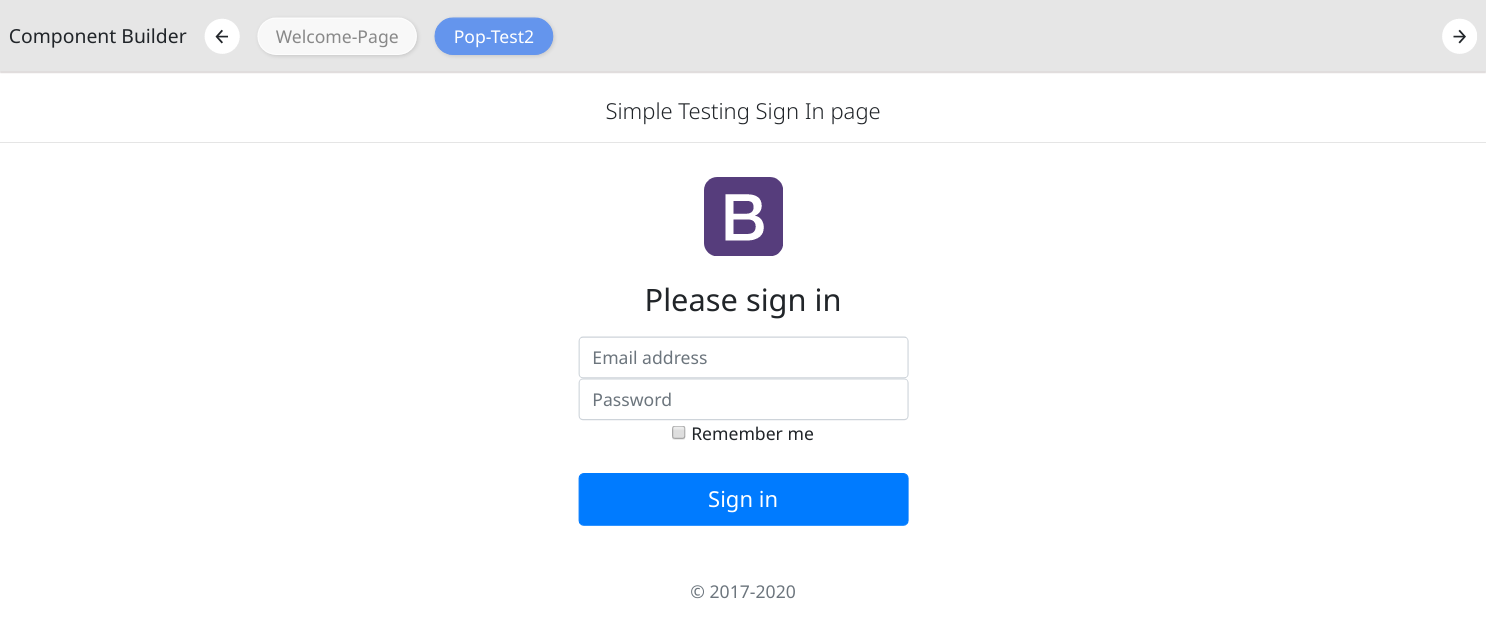 Component Builder Welcome-Page Pop-Test2
Simple Testing Sign In page
B
Please sign in
Email address
Password
Remember me
Sign in
© 2017-2020